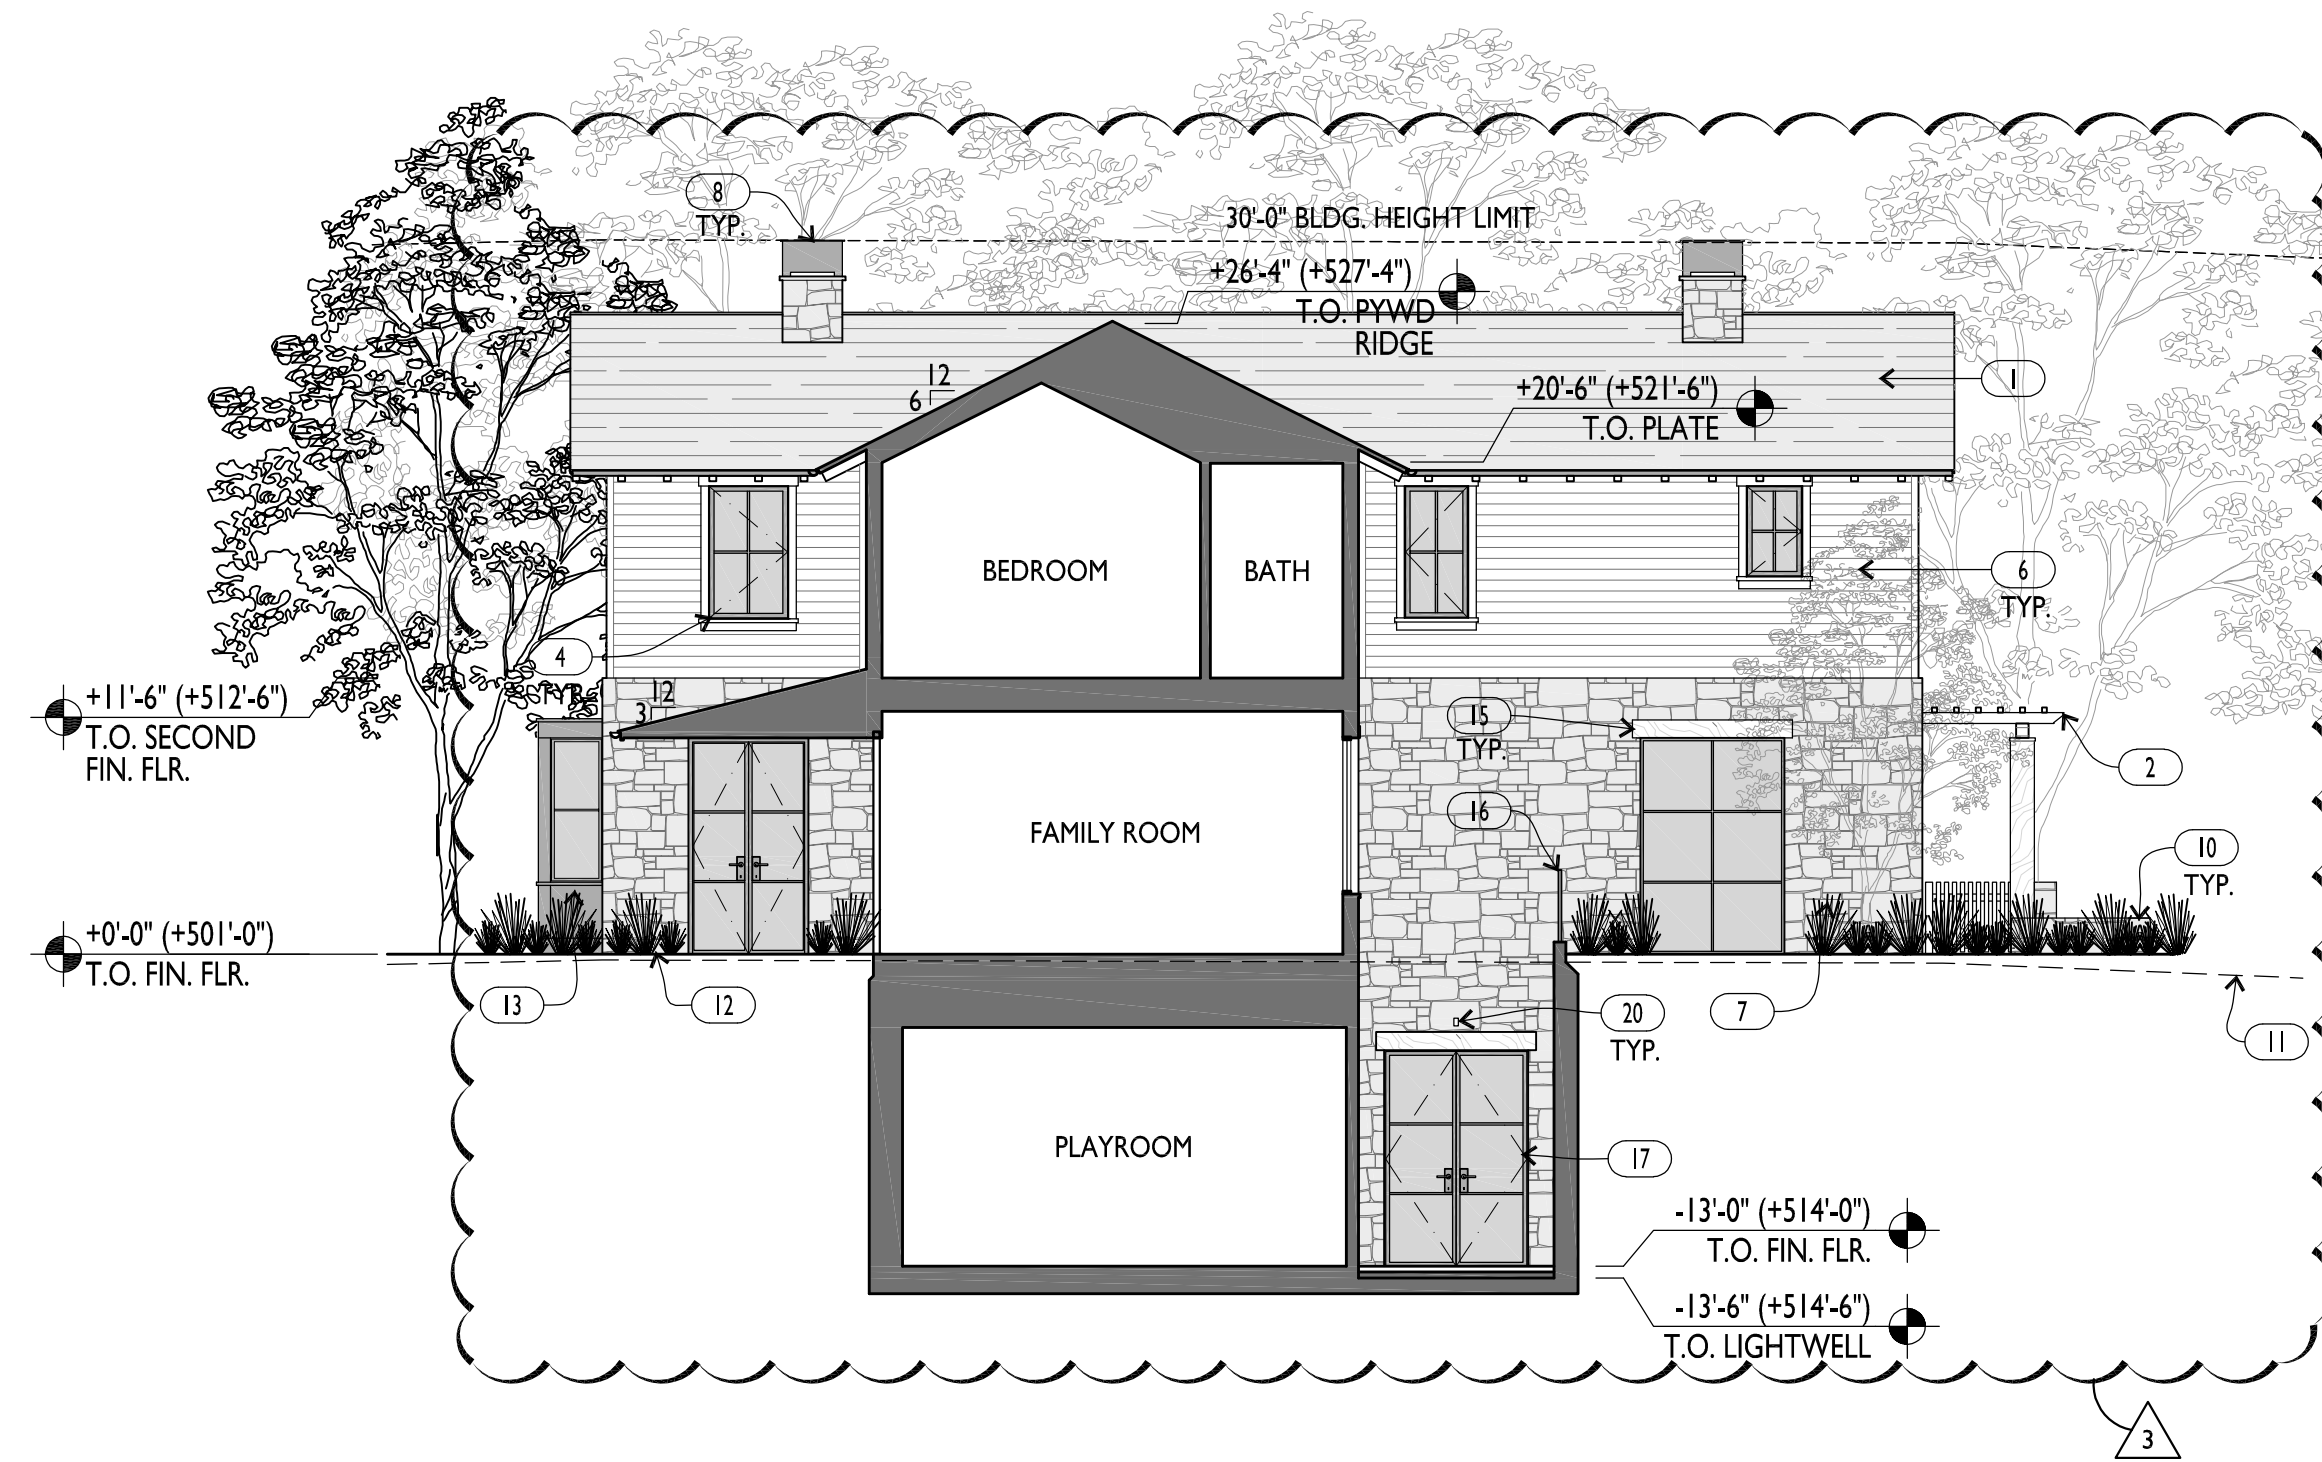 8
TYP.
30'-0" BLDG. HEIGHT LIMIT
+26'-4" (+527'-4")
T.O. PYWD
RIDGE
12
6
+20'-6" (+521'-6")
T.O. PLATE
1
BEDROOM
BATH
6
TYP.
4
TYP.
12
3
+11'-6" (+512'-6")
T.O. SECOND
FIN. FLR.
15
TYP.
2
16
FAMILY ROOM
10
TYP.
+0'-0" (+501'-0")
T.O. FIN. FLR.
13
12
20
TYP.
7
11
PLAYROOM
17
-13'-0" (+514'-0")
T.O. FIN. FLR.
-13'-6" (+514'-6")
T.O. LIGHTWELL
3